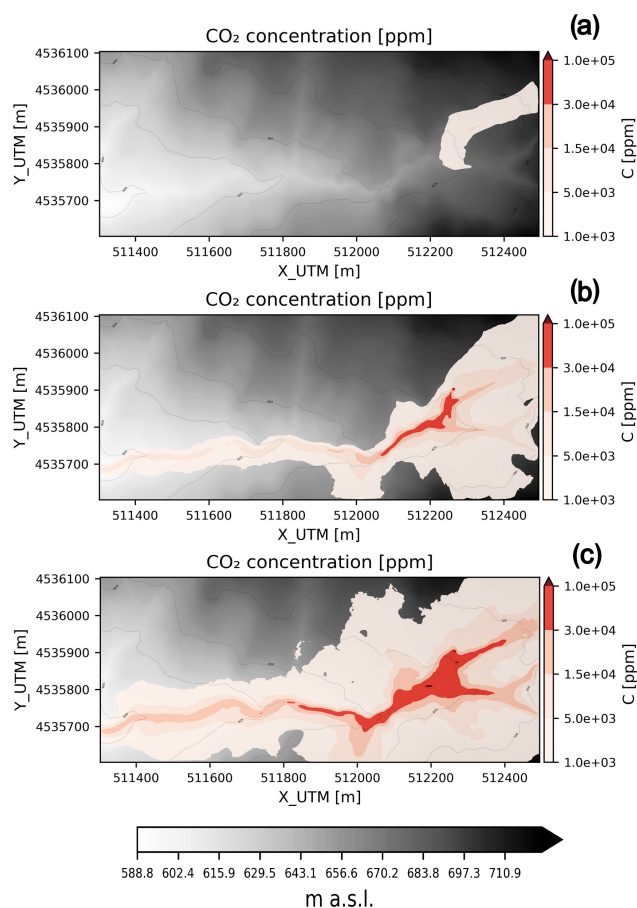 (a)
CO₂ concentration [ppm]
4536100
4536000
4535900
4535800
4535700
Y_UTM [m]
511400 511600 511800 512000 512200 512400
X_UTM [m]
1.0e+05
3.0e+04
1.5e+04
5.0e+03
1.0e+03
C [ppm]
(b)
CO₂ concentration [ppm]
4536100
4536000
4535900
4535800
4535700
Y_UTM [m]
511400 511600 511800 512000 512200 512400
X_UTM [m]
1.0e+05
3.0e+04
1.5e+04
5.0e+03
1.0e+03
C [ppm]
(c)
CO₂ concentration [ppm]
4536100
4536000
4535900
4535800
4535700
Y_UTM [m]
511400 511600 511800 512000 512200 512400
X_UTM [m]
1.0e+05
3.0e+04
1.5e+04
5.0e+03
1.0e+03
C [ppm]
588.8 602.4 615.9 629.5 643.1 656.6 670.2 683.8 697.3 710.9
m a.s.l.